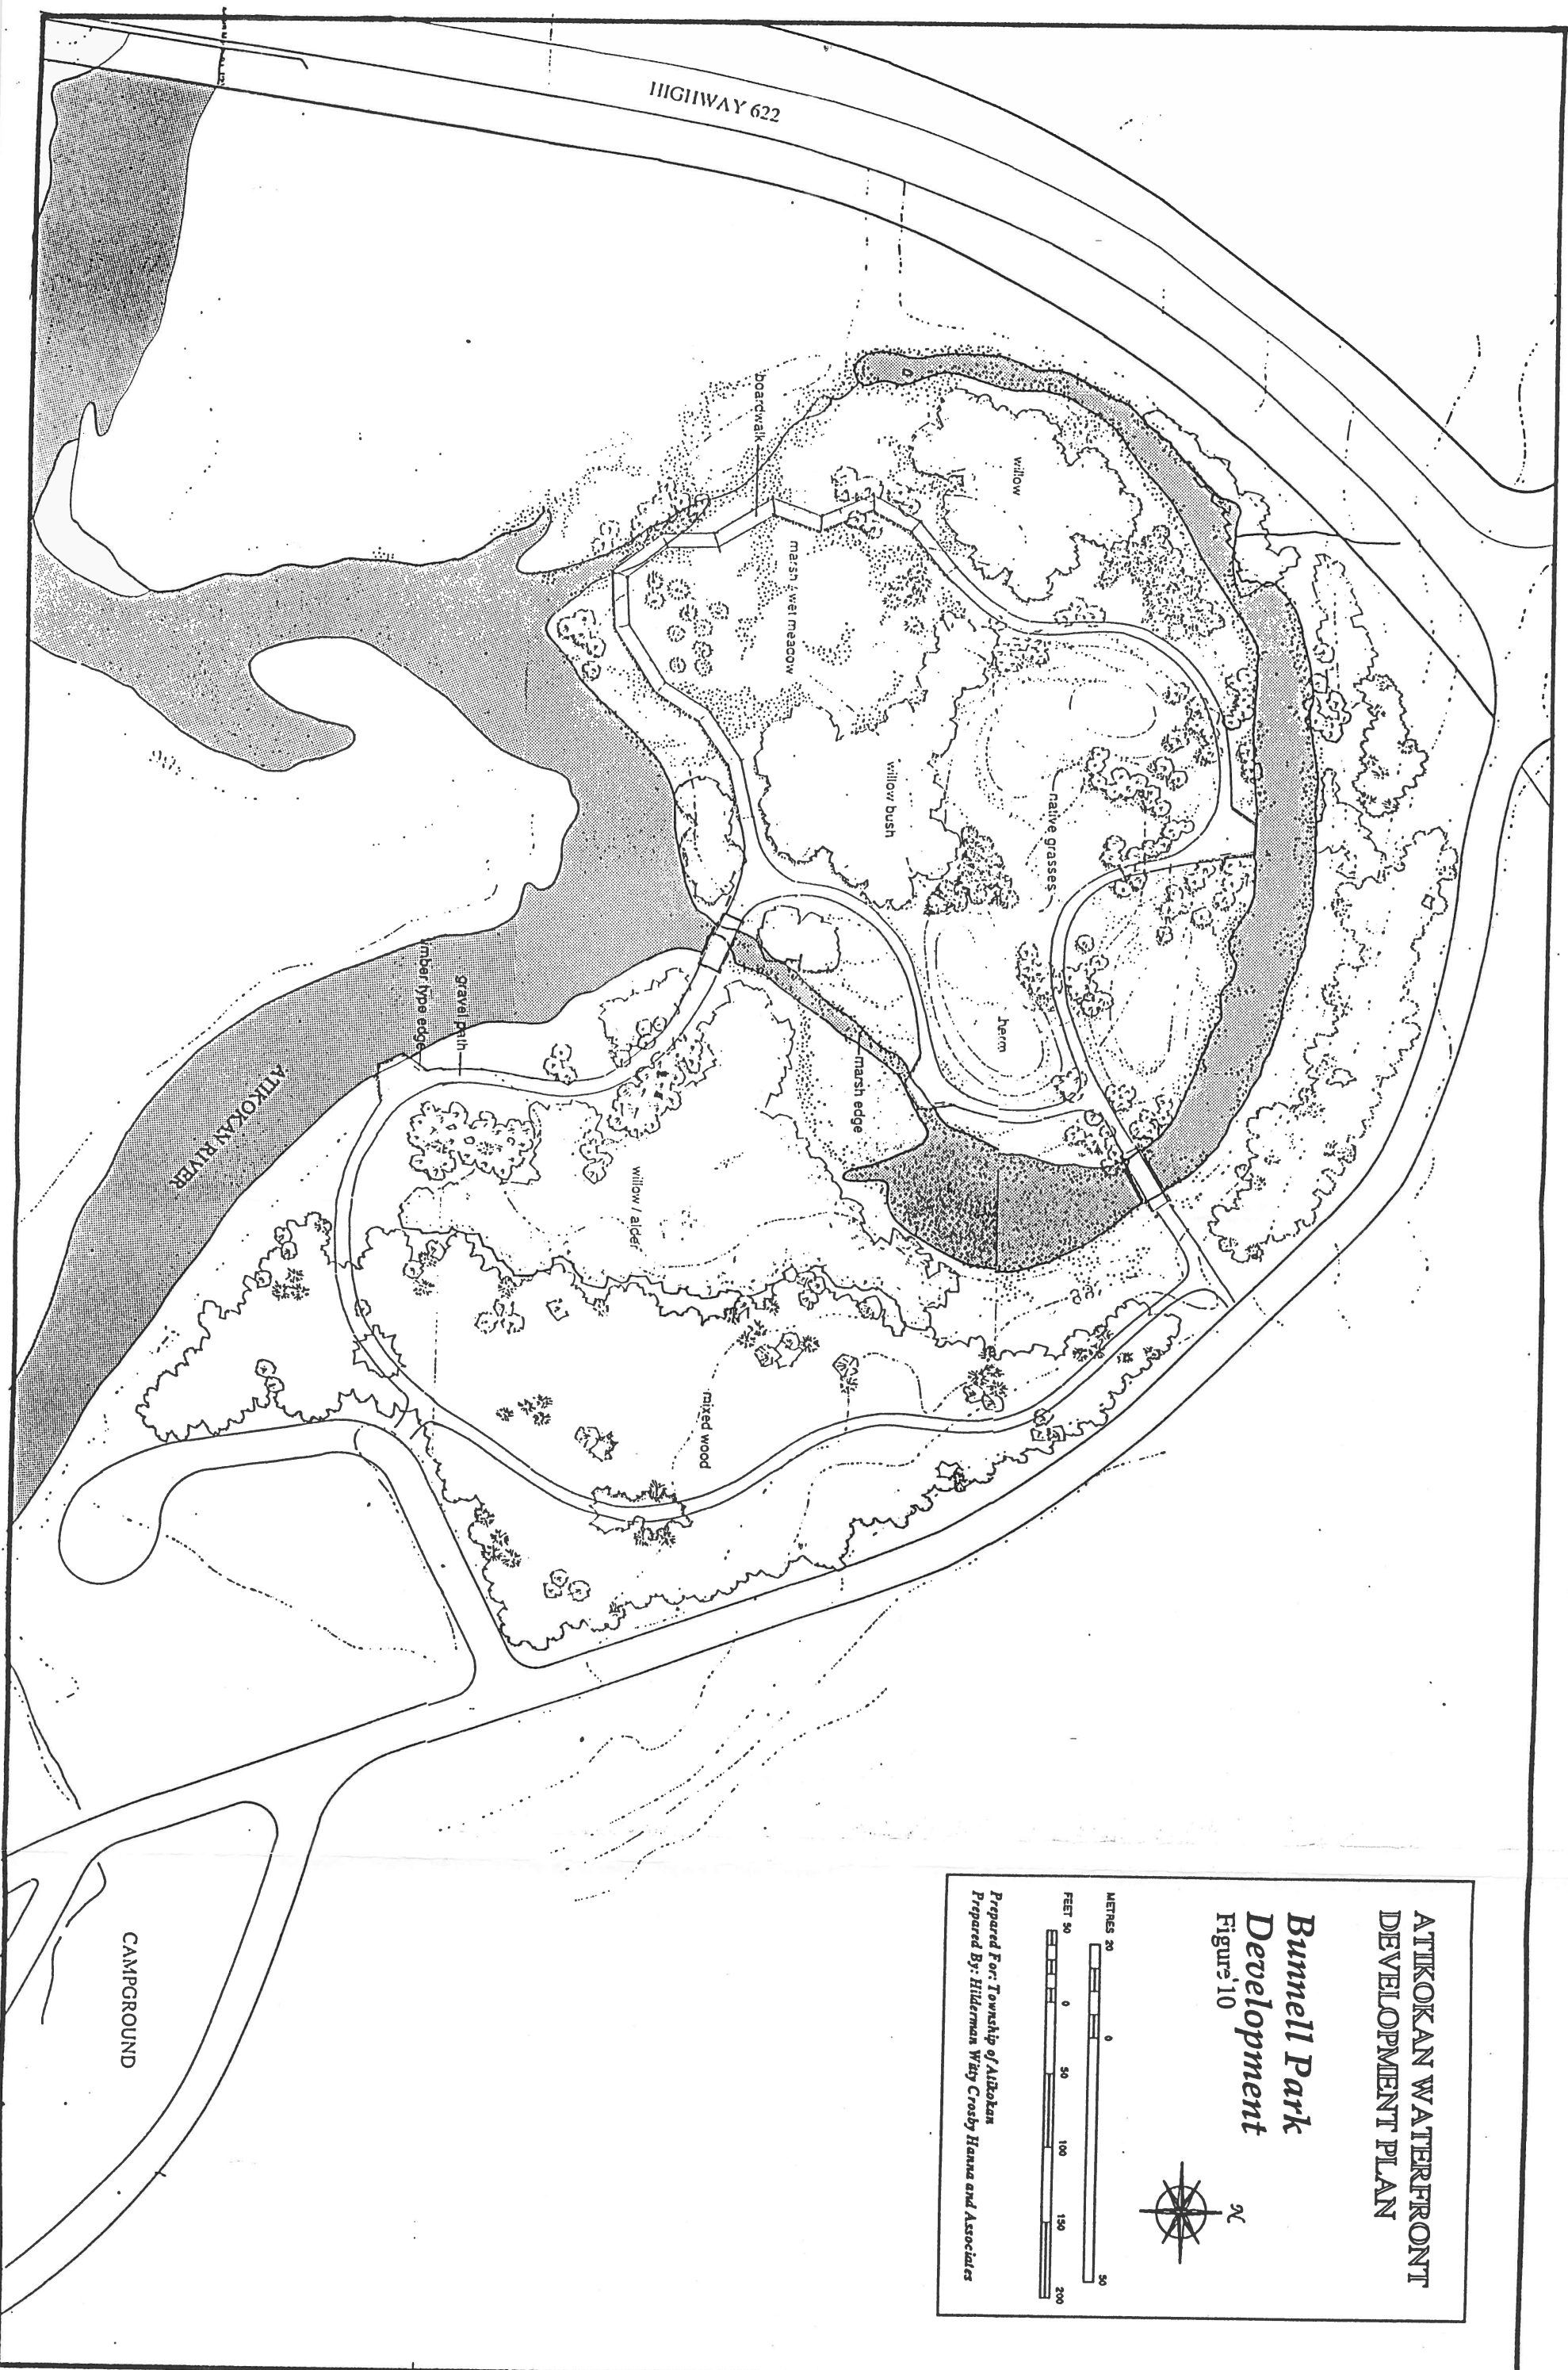 HIGHWAY 622
boardwalk
willow
marsh / wet meadow
willow bush
native grasses
berm
marsh edge
gravel path
timber type edge
ATIKOKAN RIVER
willow / alder
mixed wood
CAMPGROUND
ATIKOKAN WATERFRONT
DEVELOPMENT PLAN
Bunnell Park
Development
Figure 10
N
METRES 20 0 50
FEET 50 0 50 100 150 200
Prepared For: Township of Atikokan
Prepared By: Hilderman Witty Crosby Hanna and Associates